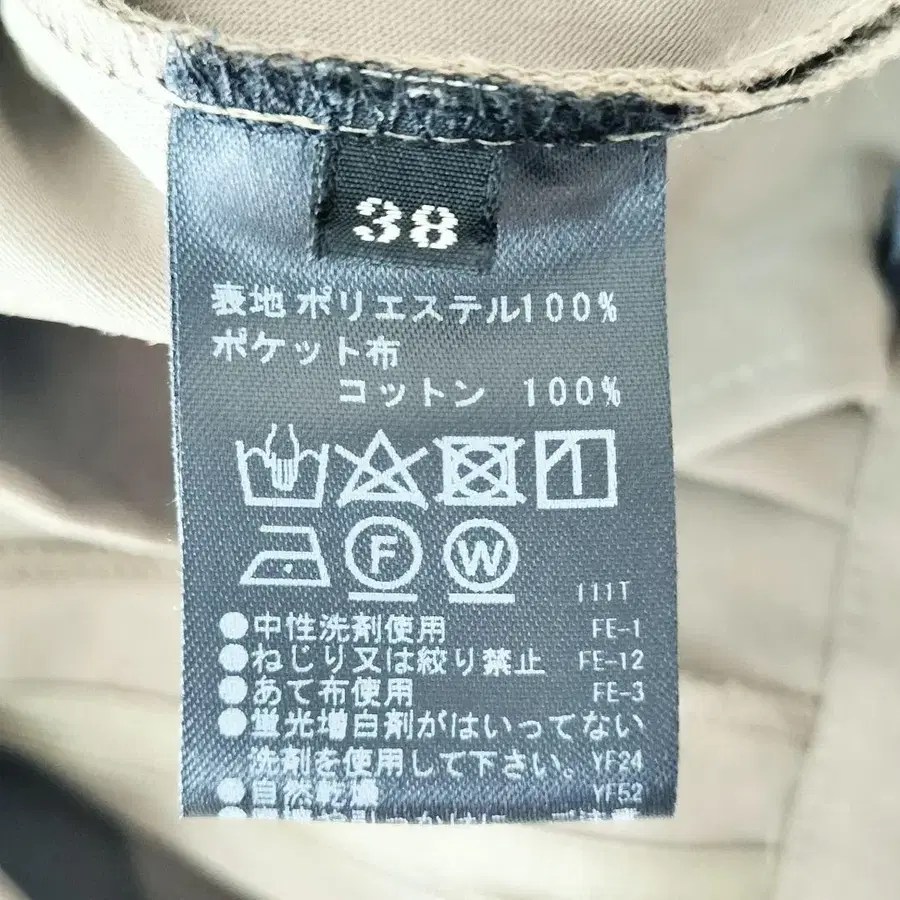 38
表地 ポリエステル100%
ポケット布
コットン 100%
F W
111T
●中性洗剤使用 FE-1
●ねじり又は絞り禁止 FE-12
●あて布使用 FE-3
●蛍光増白剤がはいってない
洗剤を使用して下さい。 YF24
●自然乾燥 YF52